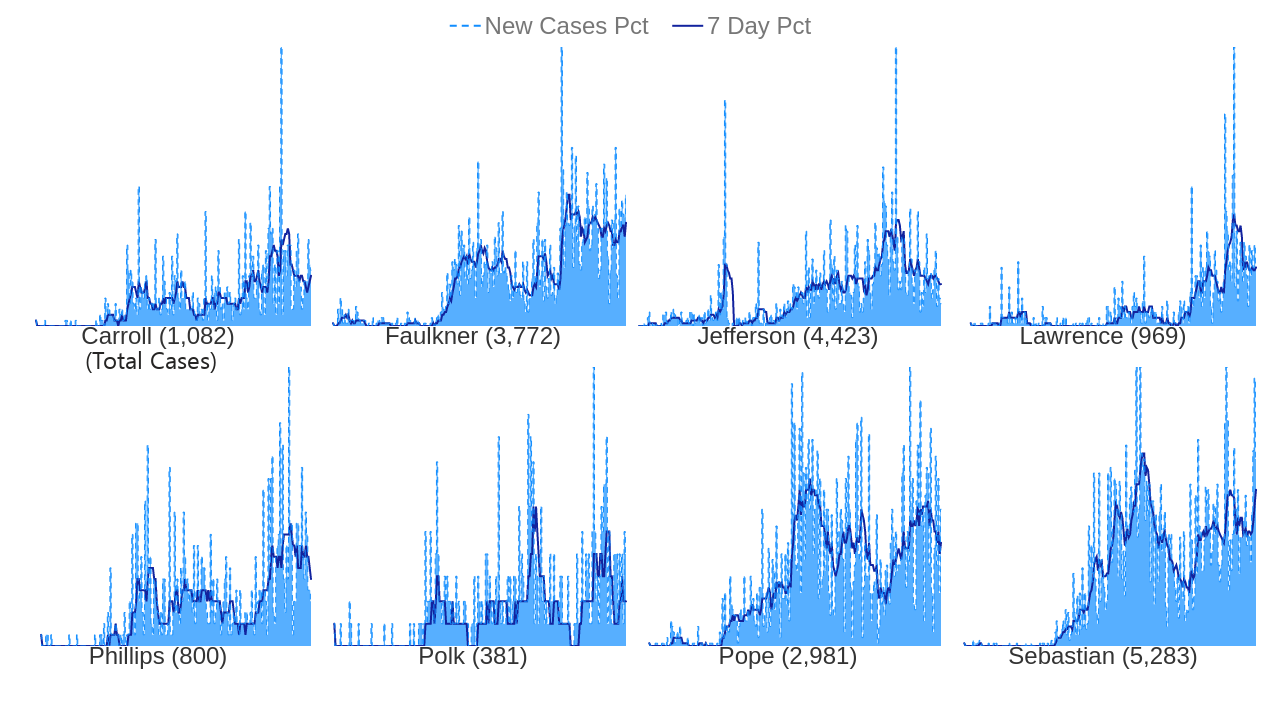 New Cases Pct 7 Day Pct
Carroll (1,082) Faulkner (3,772) Jefferson (4,423) Lawrence (969)
(Total Cases)
Phillips (800) Polk (381) Pope (2,981) Sebastian (5,283)